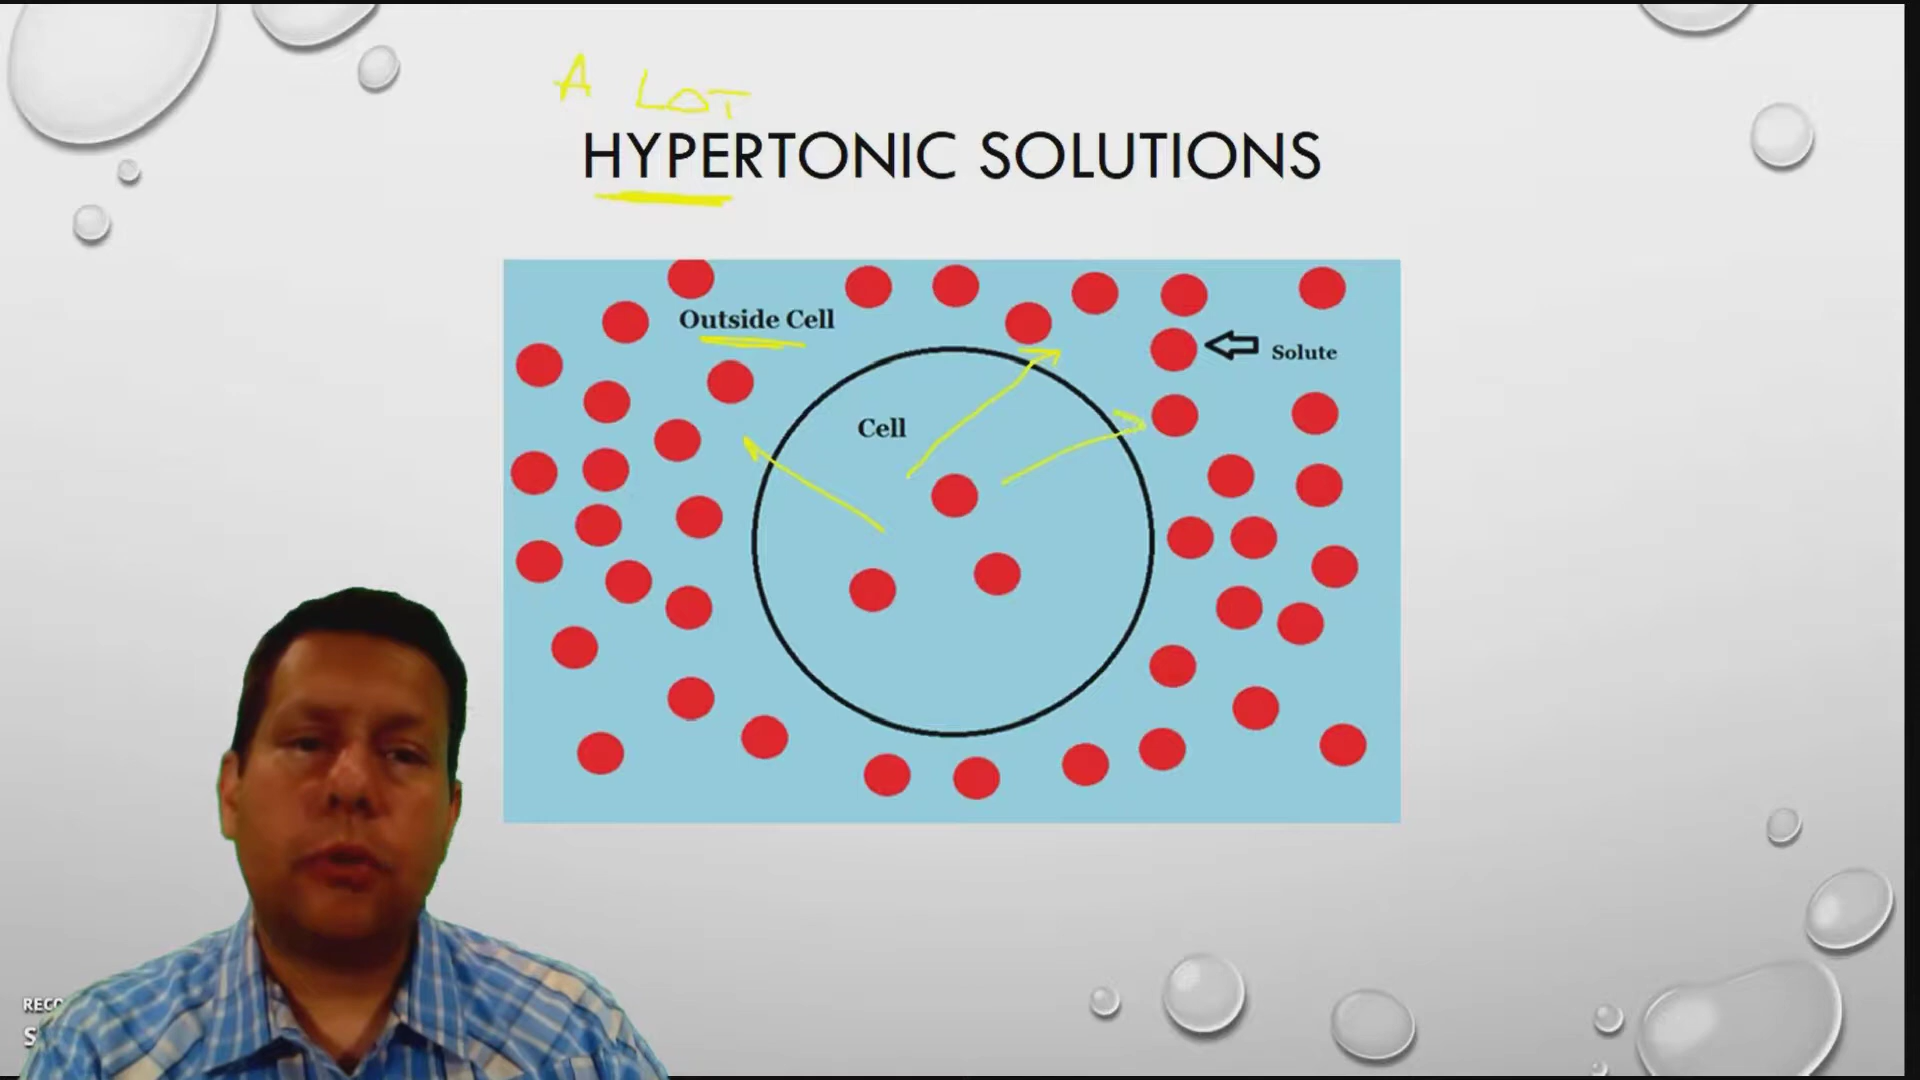 A LOT
HYPERTONIC SOLUTIONS
Outside Cell
Solute
Cell